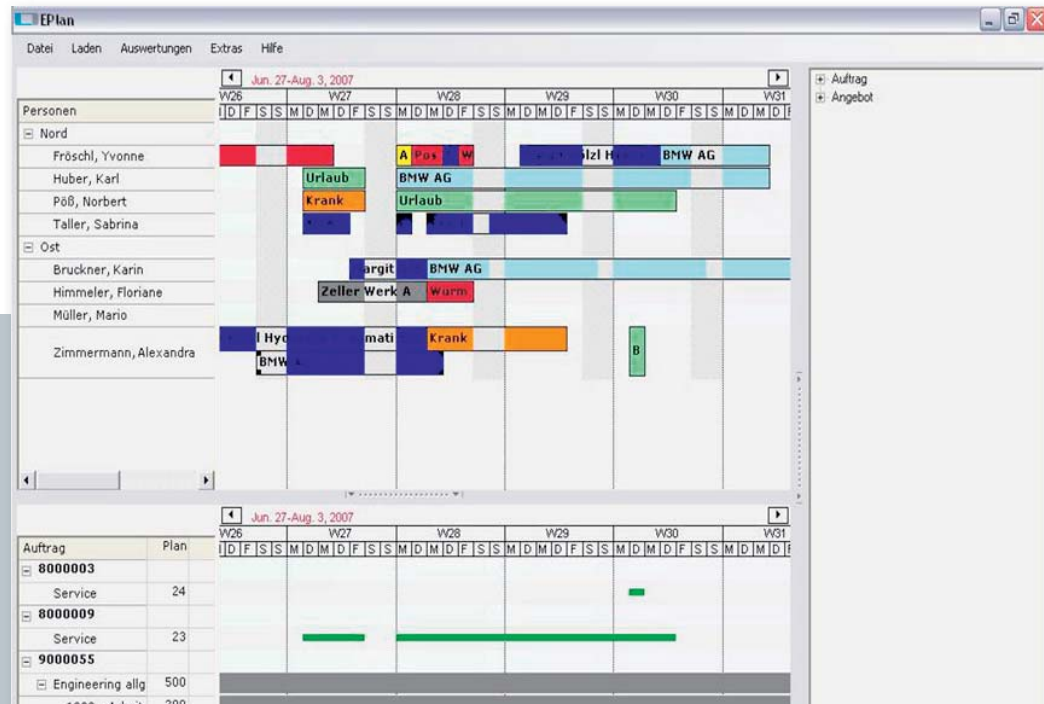 EPlan
Datei Laden Auswertungen Extras Hilfe
Jun. 27-Aug. 3, 2007
W26 W27 W28 W29 W30 W31
Personen D F S S M D M D F S S M D M D F S S M D M D F S S M D M D F S S M D M D
Nord
Fröschl, Yvonne A Pos W BMW AG
Huber, Karl Urlaub BMW AG
Pöß, Norbert Krank Urlaub
Taller, Sabrina
Ost
Bruckner, Karin argit BMW AG
Himmeler, Floriane Zeller Werk A Wurm
Müller, Mario
Zimmermann, Alexandra l Hyd mati Krank B
BMW
Auftrag
Angebot
Jun. 27-Aug. 3, 2007
W26 W27 W28 W29 W30 W31
Auftrag Plan D F S S M D M D F S S M D M D F S S M D M D F S S M D M D F S S M D M D
8000003
Service 24
8000009
Service 23
9000055
Engineering allg 500